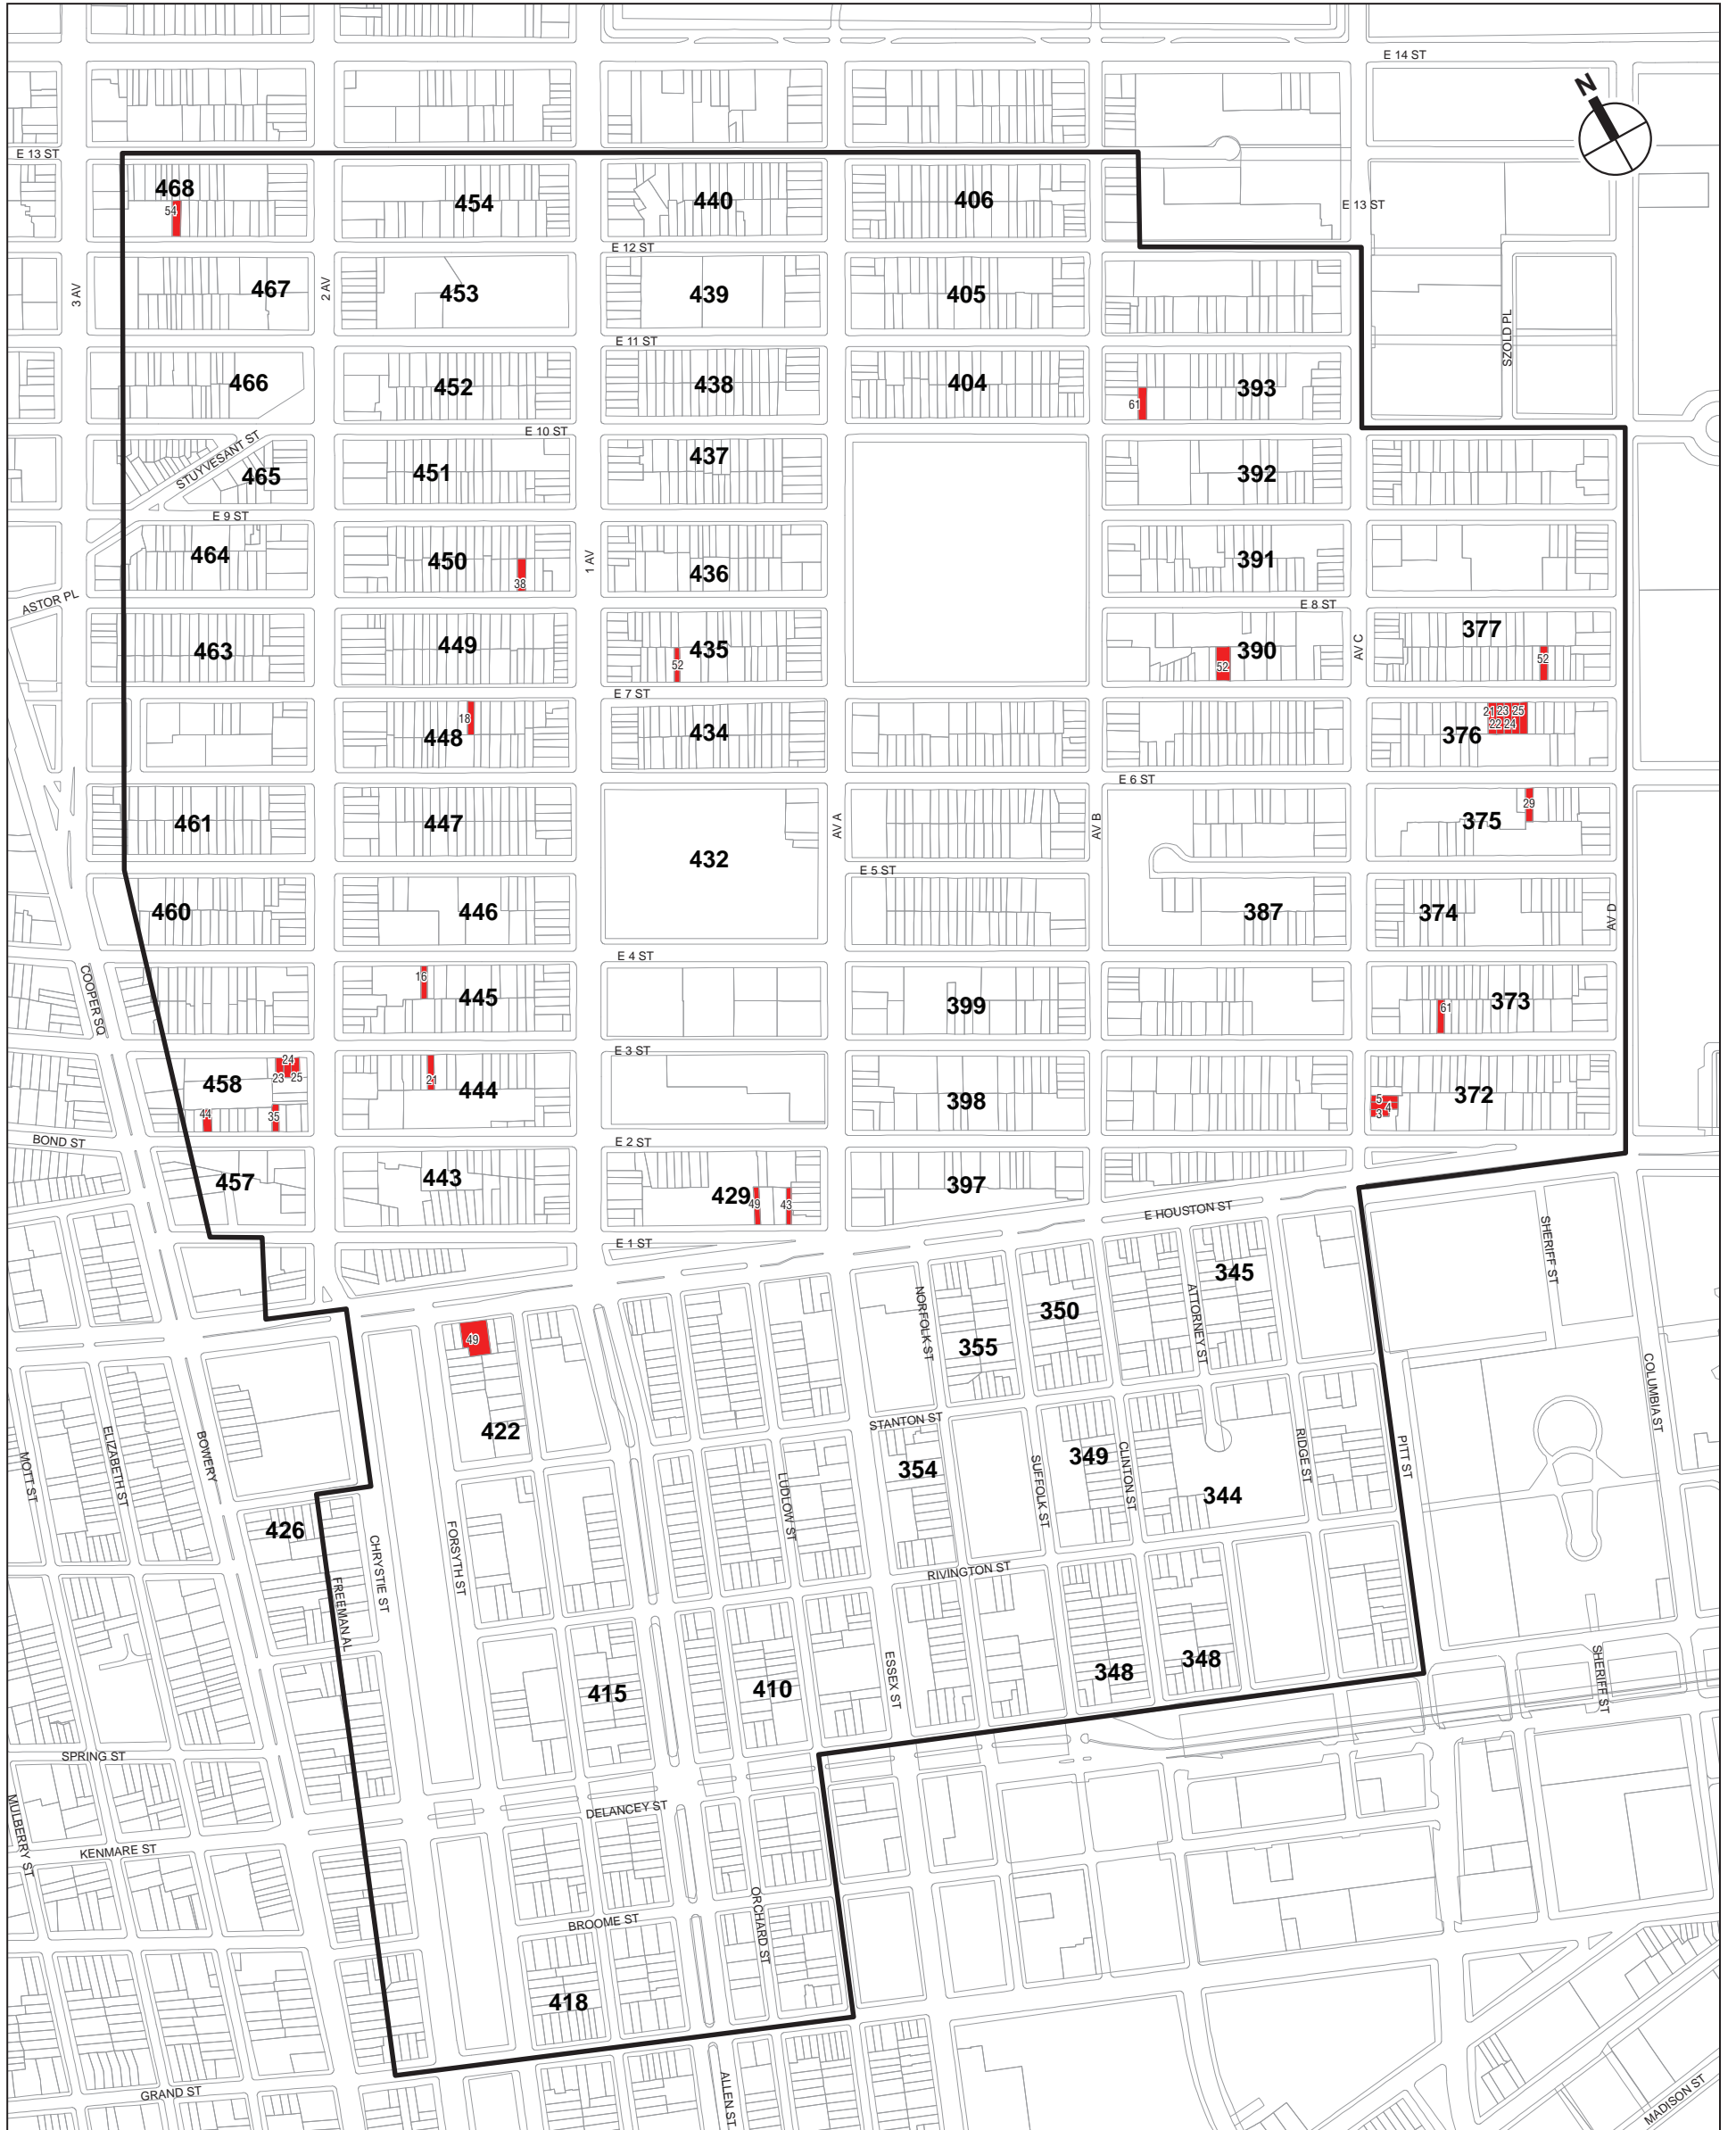 E 14 ST
N
E 13 ST
468
54
454
440
406
E 13 ST
E 12 ST
3 AV
467
2 AV
453
439
405
SZOLD PL
E 11 ST
466
452
438
404
61
393
E 10 ST
STUYVESANT ST
465
451
437
392
E 9 ST
464
450
38
1 AV
436
391
ASTOR PL
E 8 ST
463
449
435
52
390
52
AV C
377
52
E 7 ST
18
448
434
376
21 23 25
22 24
E 6 ST
461
447
432
AV A
AV B
375
29
E 5 ST
460
446
387
374
AV D
E 4 ST
COOPER SQ
16
445
399
373
61
E 3 ST
458
24
23 25
44
35
21
444
398
372
5
4
3
BOND ST
E 2 ST
457
443
429
49
43
397
E HOUSTON ST
E 1 ST
SHERIFF ST
49
422
NORFOLK ST
355
350
ATTORNEY ST
345
COLUMBIA ST
MOTT ST
ELIZABETH ST
BOWERY
STANTON ST
354
SUFFOLK ST
349
CLINTON ST
344
RIDGE ST
PITT ST
LUDLOW ST
426
FREEMAN AL
CHRYSTIE ST
FORSYTH ST
RIVINGTON ST
415
410
ESSEX ST
348
348
SHERIFF ST
SPRING ST
MULBERRY ST
KENMARE ST
DELANCEY ST
BROOME ST
ORCHARD ST
418
GRAND ST
ALLEN ST
MADISON ST